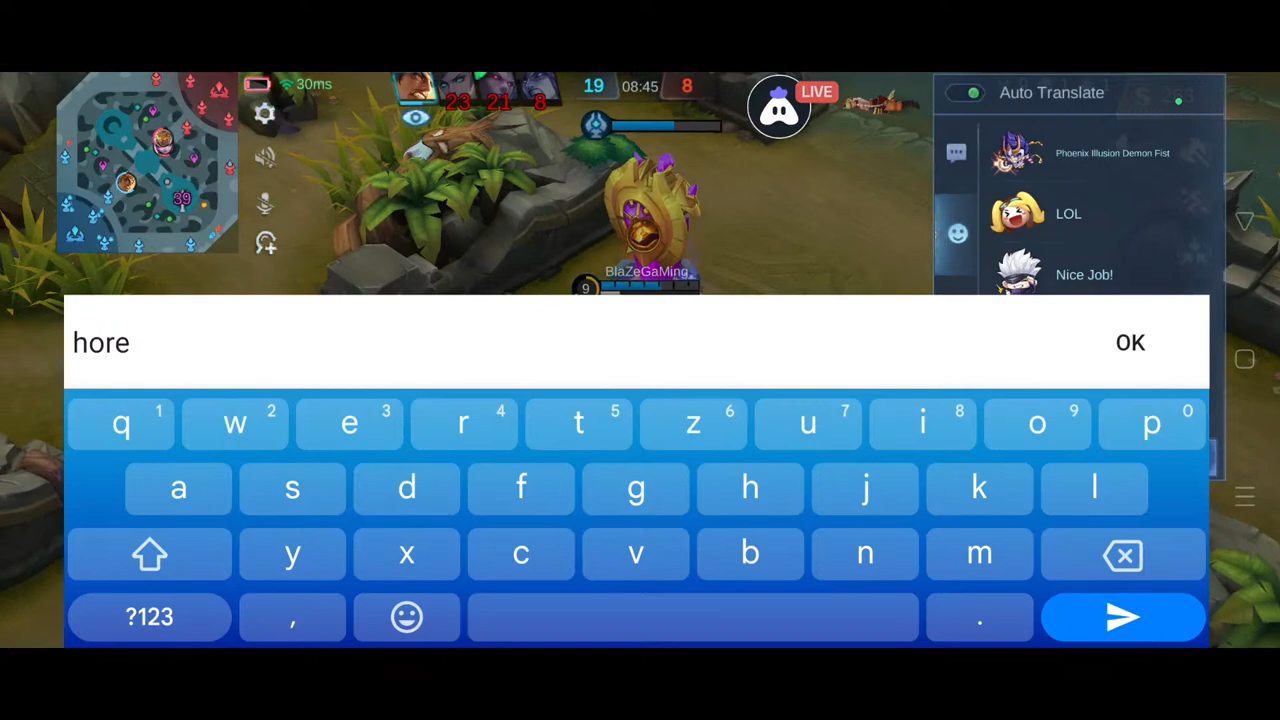 30ms
23 21 8
19 08:45 8
LIVE
Auto Translate
Phoenix Illusion Demon Fist
LOL
Nice Job!
39
BlaZeGaMing
9
hore OK
q 1 w 2 e 3 r 4 t 5 z 6 u 7 i 8 o 9 p 0
a s d f g h j k l
y x c v b n m
?123 , .